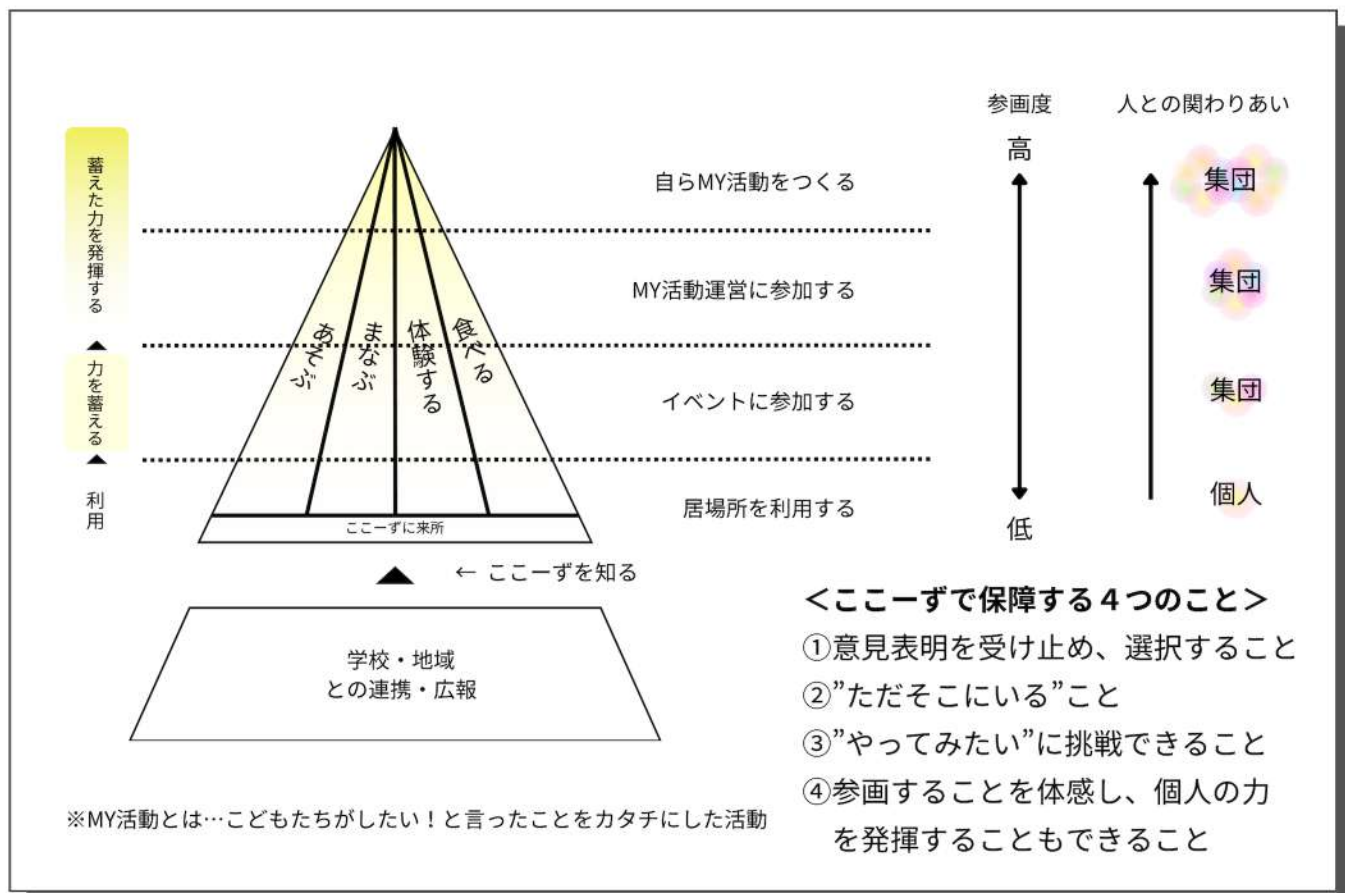 参画度
人との関わりあい
高
蓄えた力を発揮する
自らMY活動をつくる
集団
MY活動運営に参加する
集団
あそぶ
まなぶ
体験する
食べる
力を蓄える
イベントに参加する
集団
利用
居場所を利用する
個人
低
ここーずに来所
← ここーずを知る
学校・地域
との連携・広報
＜ここーずで保障する４つのこと＞
①意見表明を受け止め、選択すること
②”ただそこにいる”こと
③”やってみたい”に挑戦できること
④参画することを体感し、個人の力
を発揮することもできること
※MY活動とは…こどもたちがしたい！と言ったことをカタチにした活動